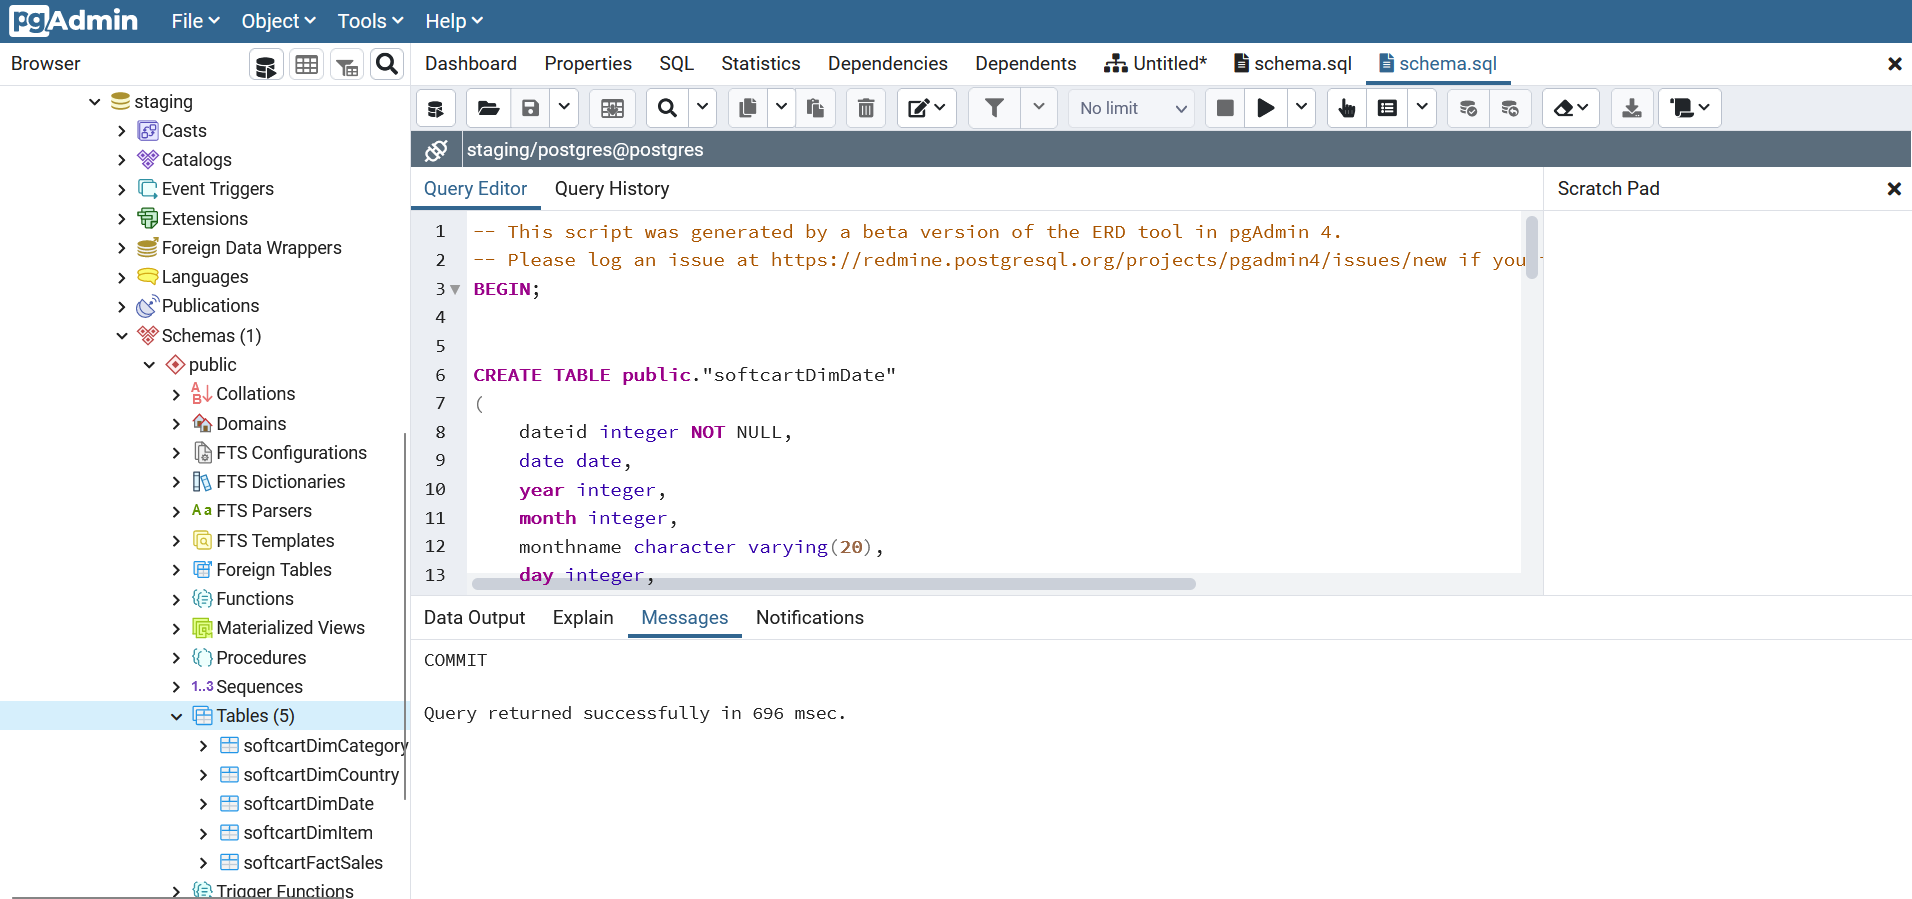 pgAdmin File Object Tools Help
Browser
Dashboard Properties SQL Statistics Dependencies Dependents Untitled* schema.sql schema.sql
No limit
staging/postgres@postgres
Query Editor Query History
Scratch Pad
staging
Casts
Catalogs
Event Triggers
Extensions
Foreign Data Wrappers
Languages
Publications
Schemas (1)
public
Collations
Domains
FTS Configurations
FTS Dictionaries
Aa FTS Parsers
FTS Templates
Foreign Tables
Functions
Materialized Views
Procedures
1..3 Sequences
Tables (5)
softcartDimCategory
softcartDimCountry
softcartDimDate
softcartDimItem
softcartFactSales
Trigger Functions
1 -- This script was generated by a beta version of the ERD tool in pgAdmin 4.
2 -- Please log an issue at https://redmine.postgresql.org/projects/pgadmin4/issues/new if you
3 BEGIN;
4
5
6 CREATE TABLE public."softcartDimDate"
7 (
8 dateid integer NOT NULL,
9 date date,
10 year integer,
11 month integer,
12 monthname character varying(20),
13 day integer,
Data Output Explain Messages Notifications
COMMIT
Query returned successfully in 696 msec.